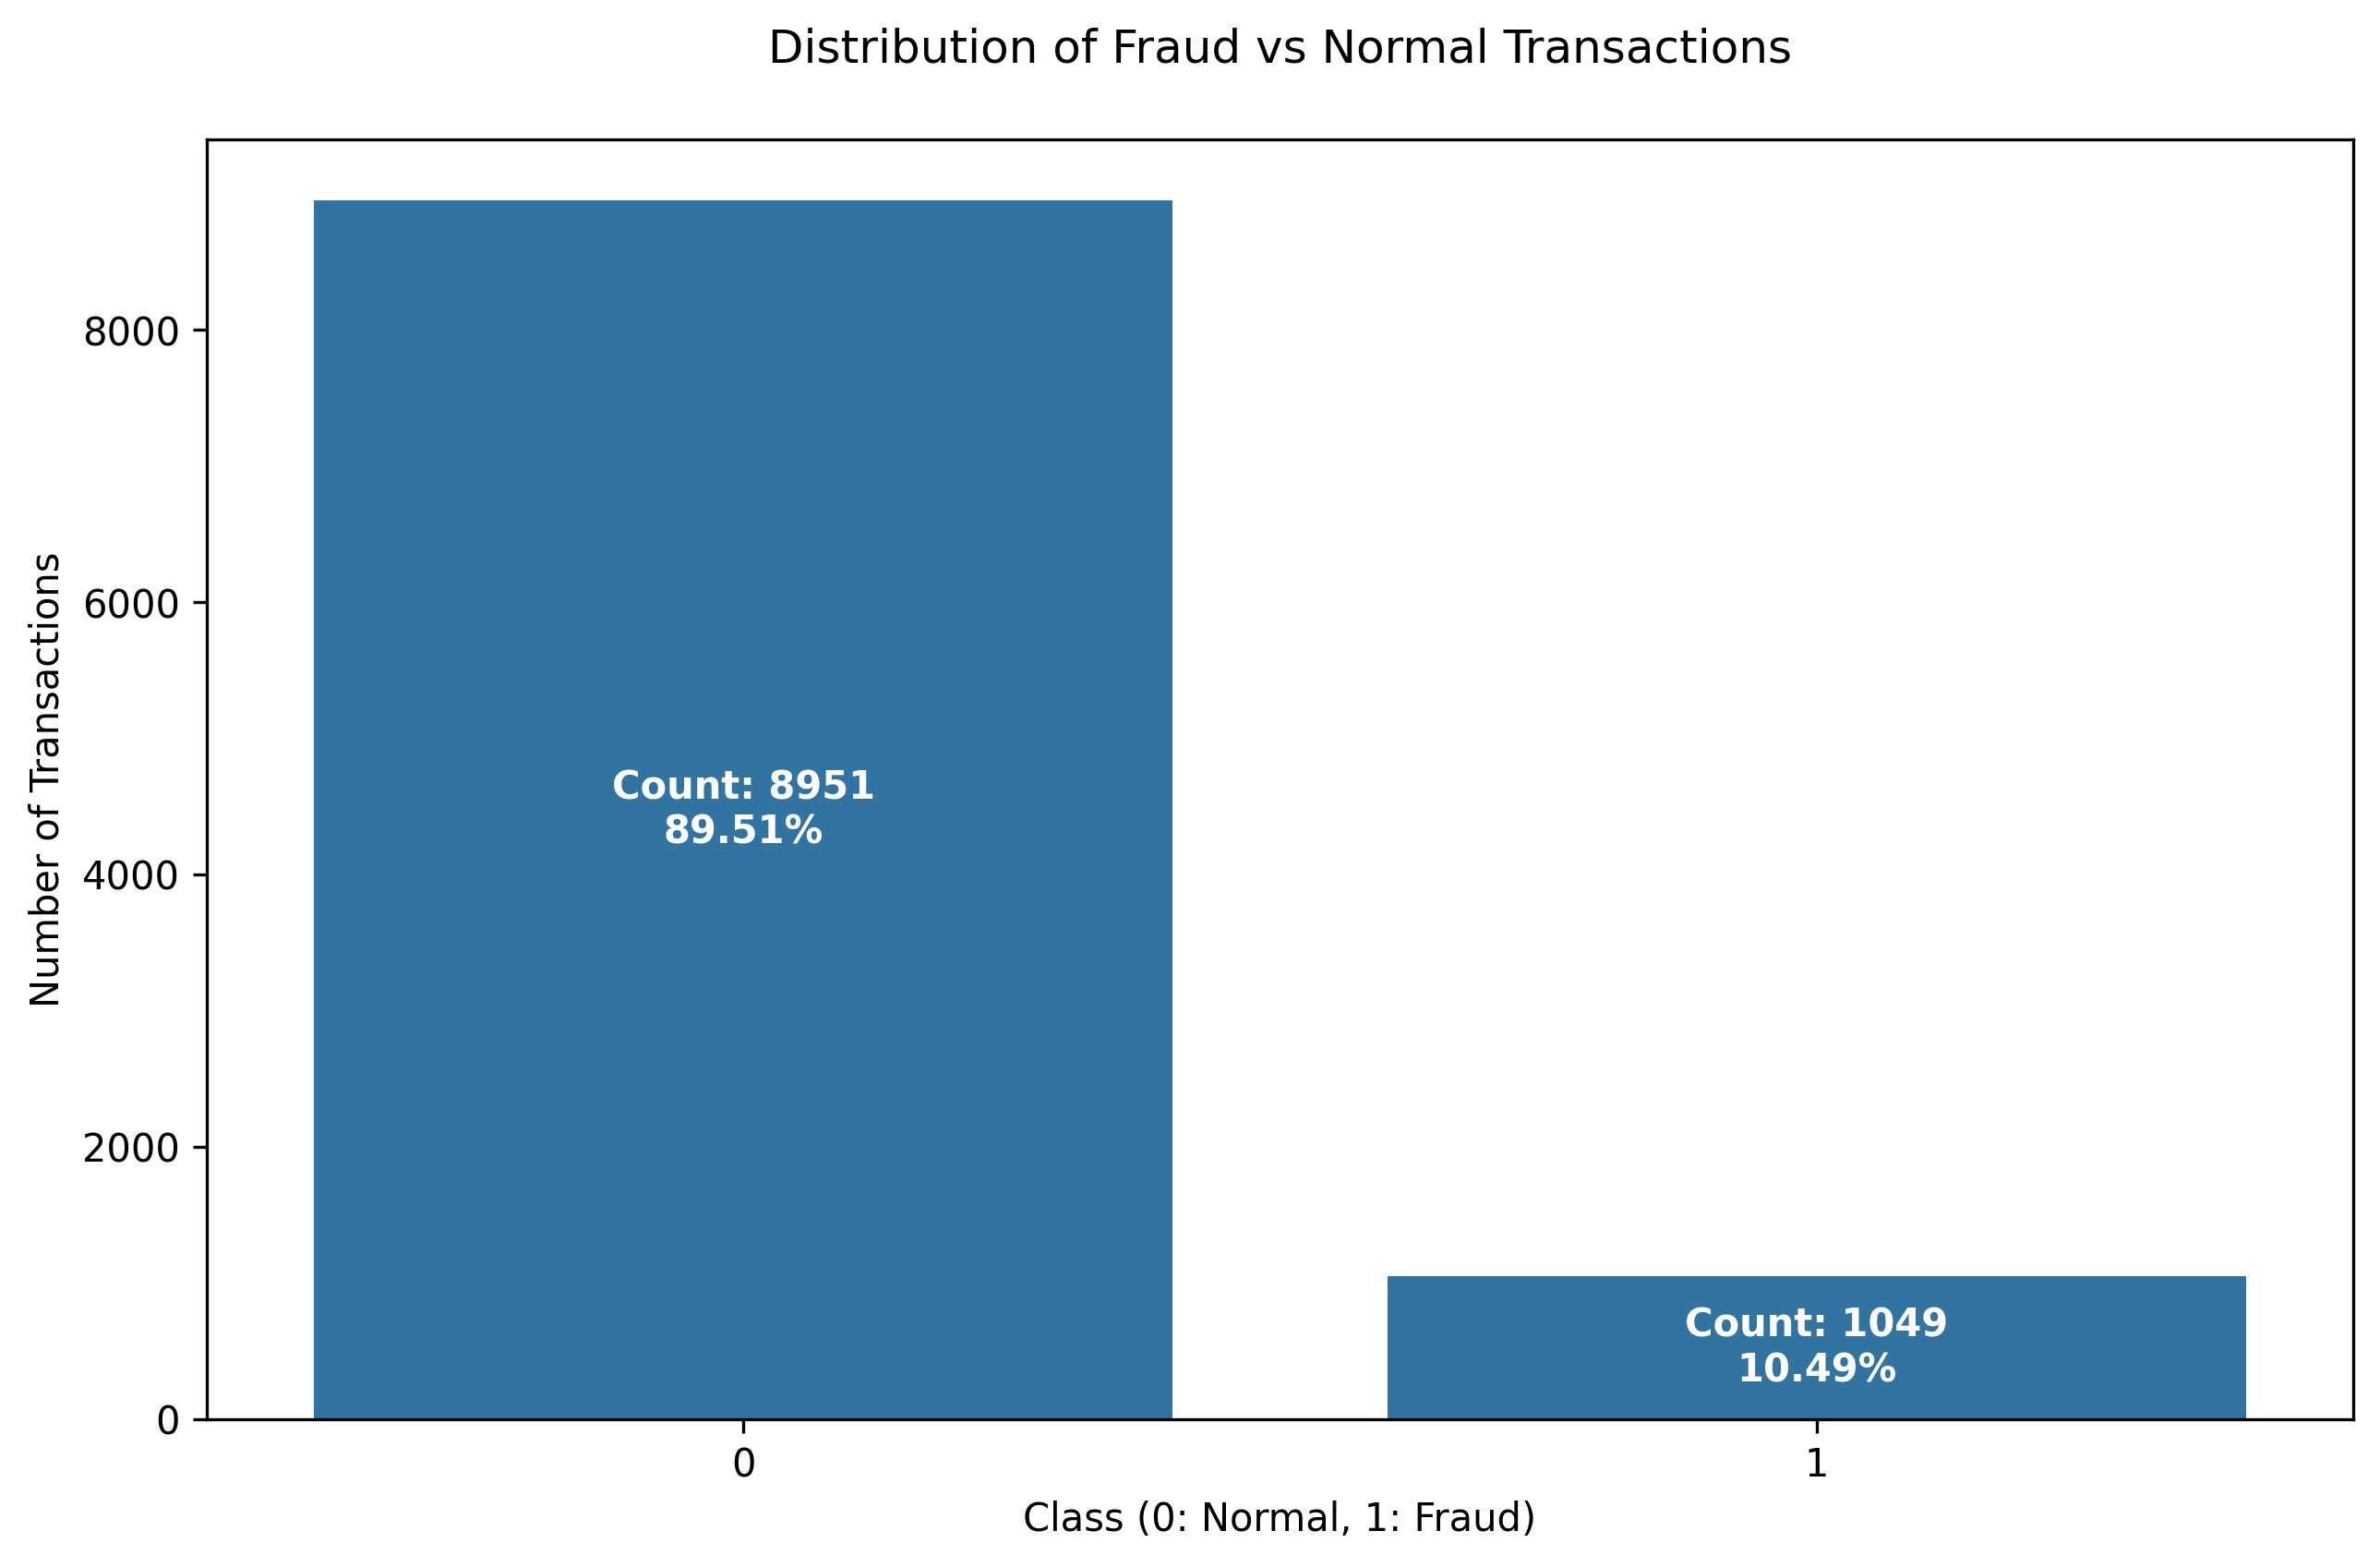 Distribution of Fraud vs Normal Transactions
Number of Transactions
8000
6000
4000
2000
0
Count: 8951
89.51%
Count: 1049
10.49%
0
1
Class (0: Normal, 1: Fraud)